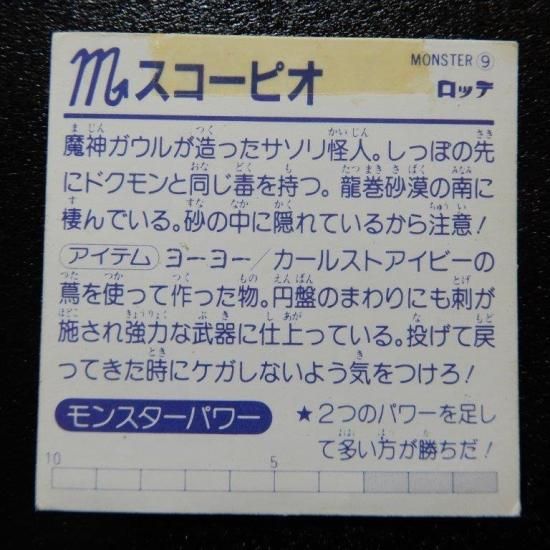 MONSTER ⑨
♏スコーピオ ロッテ
魔神ガウルが造ったサソリ怪人。しっぽの先
にドクモンと同じ毒を持つ。龍巻砂漠の南に
棲んでいる。砂の中に隠れているから注意!
アイテム ヨーヨー/カールストアイビーの
蔦を使って作った物。円盤のまわりにも刺が
施され強力な武器に仕上っている。投げて戻
ってきた時にケガしないよう気をつけろ!
モンスターパワー ★2つのパワーを足し
て多い方が勝ちだ!
10 5